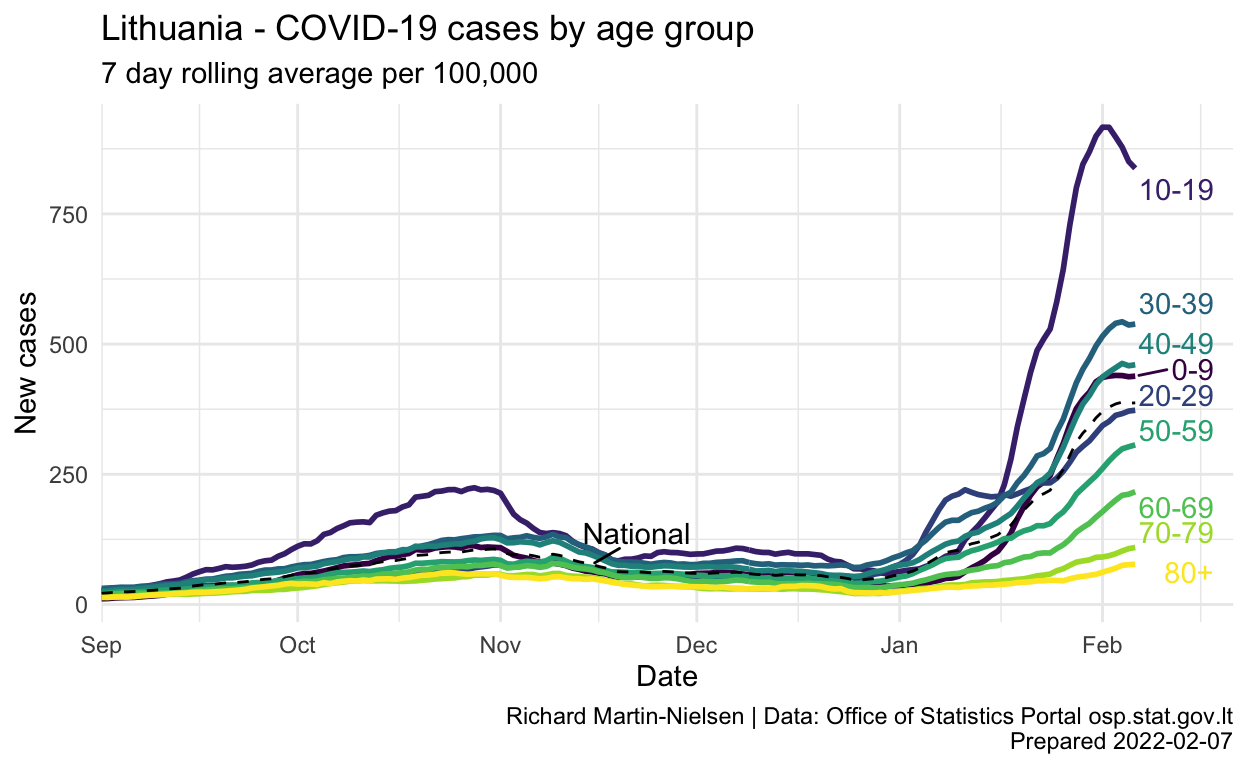 Lithuania - COVID-19 cases by age group
7 day rolling average per 100,000
New cases
750
500
250
0
10-19
30-39
40-49
0-9
20-29
50-59
60-69
70-79
80+
National
Sep Oct Nov Dec Jan Feb
Date
Richard Martin-Nielsen | Data: Office of Statistics Portal osp.stat.gov.lt
Prepared 2022-02-07